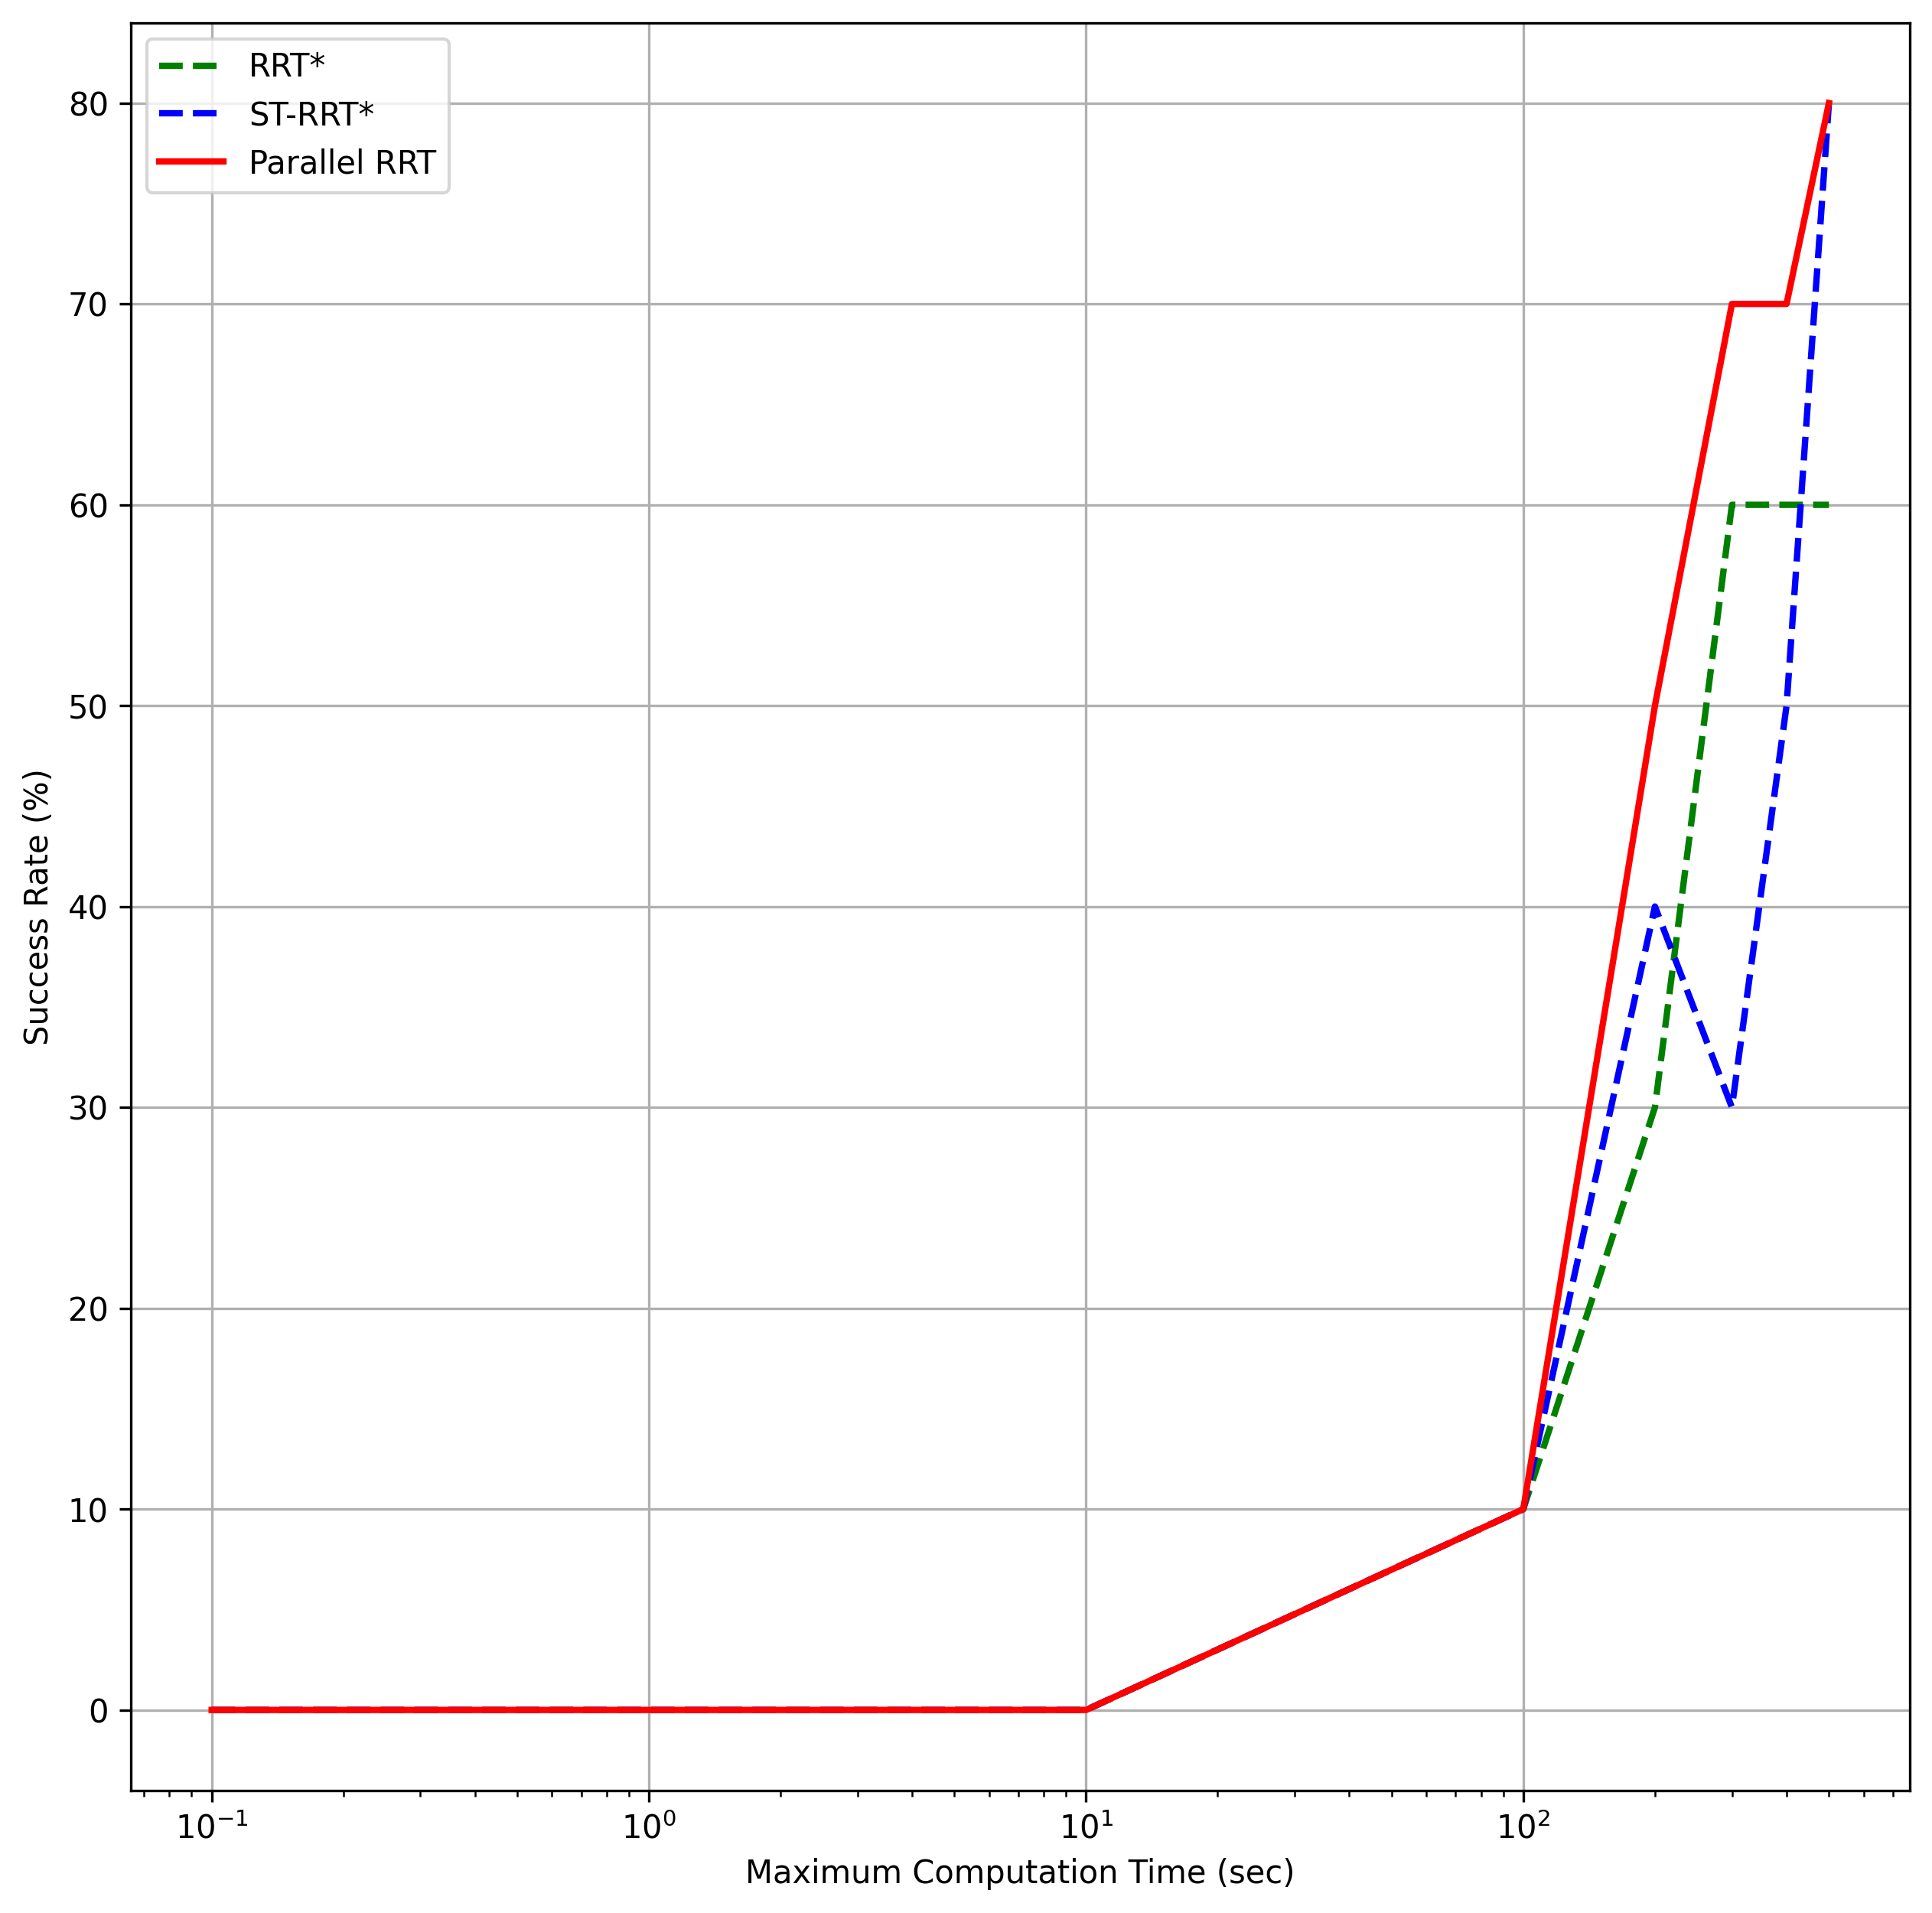 RRT*
ST-RRT*
Parallel RRT
80
70
60
50
40
30
20
10
0
Success Rate (%)
10⁻¹
10⁰
10¹
10²
Maximum Computation Time (sec)